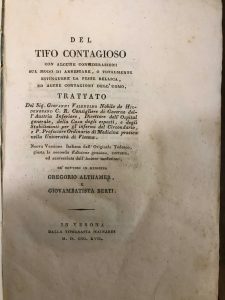 DEL
TIFO CONTAGIOSO
CON ALCUNE CONSIDERAZIONI
SUL MODO DI ARRESTARE, O TOTALMENTE
ESTINGUERE LA PESTE BELLICA,
ED ALTRI CONTAGIONI DELL'UOMO,
TRATTATO
Del Sig. GIOVANNI VALENTINO Nobile de HIL-
DENBRAND C. R. Consigliere di Governo del-
l'Austria Inferiore, Direttore dell'Ospital
generale, della Casa degli esposti, e degli
Stabilimenti per gl'infermi del Circondario,
e P. Professore Ordinario di Medicina pratica
nella Università di Vienna.
Nuova Versione Italiana dall'Originale Tedesco,
giusta la seconda Edizione genuina, corretta,
ed accresciuta dall'Autore medesimo;
DE' DOTTORI IN MEDICINA
GREGORIO ALTHAMER,
E
GIOVAMBATISTA BERTI.
IN VERONA
DALLA TIPOGRAFIA MAINARDI
M. D. CCC. XVII.